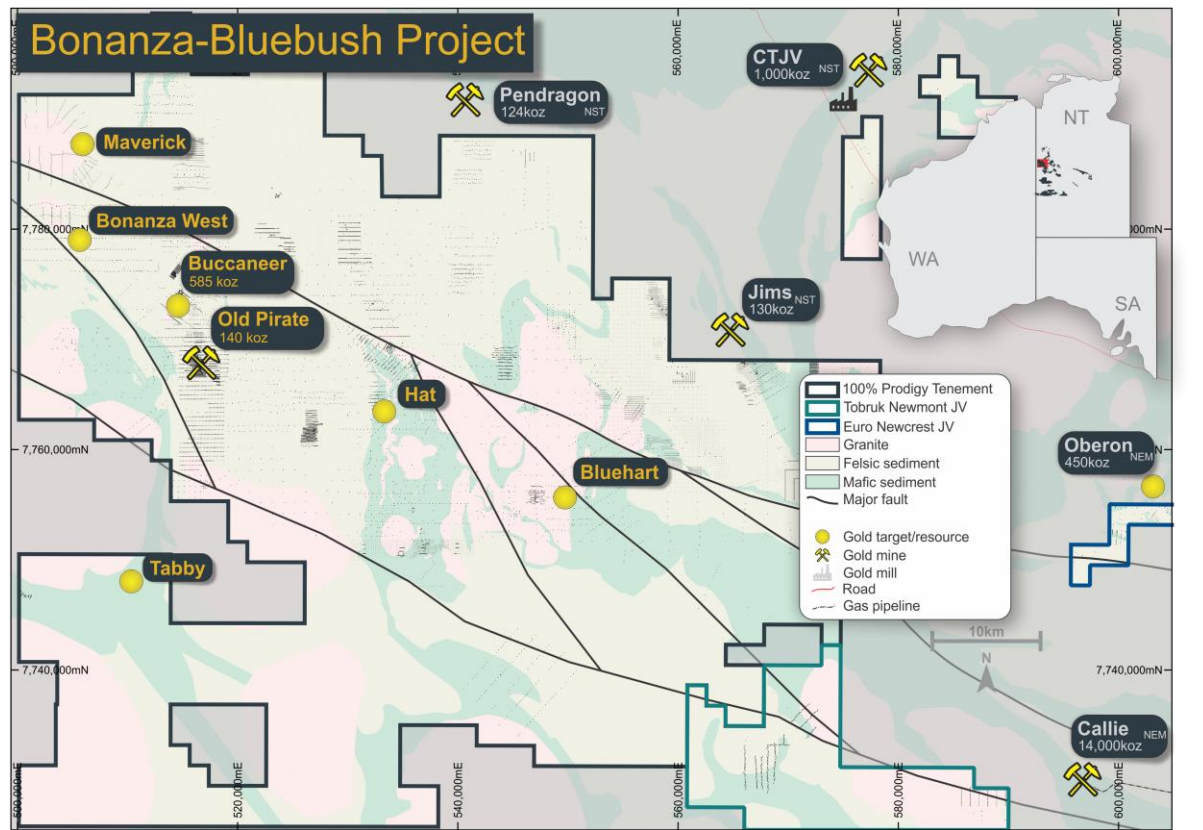 Bonanza-Bluebush Project
Pendragon
124koz NST
CTJV
1,000koz NST
560,000mE
580,000mE
600,000mE
NT
WA
SA
Maverick
Bonanza West
7,780,000mN
Buccaneer
585 koz
Old Pirate
140 koz
Jims NST
130koz
Hat
100% Prodigy Tenement
Tobruk Newmont JV
Euro Newcrest JV
Granite
Felsic sediment
Mafic sediment
Major fault
Gold target/resource
Gold mine
Gold mill
Road
Gas pipeline
Oberon
450koz NEM
7,760,000mN
Bluehart
Tabby
10km
N
7,740,000mN
7,740,000mN
Callie NEM
14,000koz
500,000mE
520,000mE
540,000mE
560,000mE
580,000mE
600,000mE